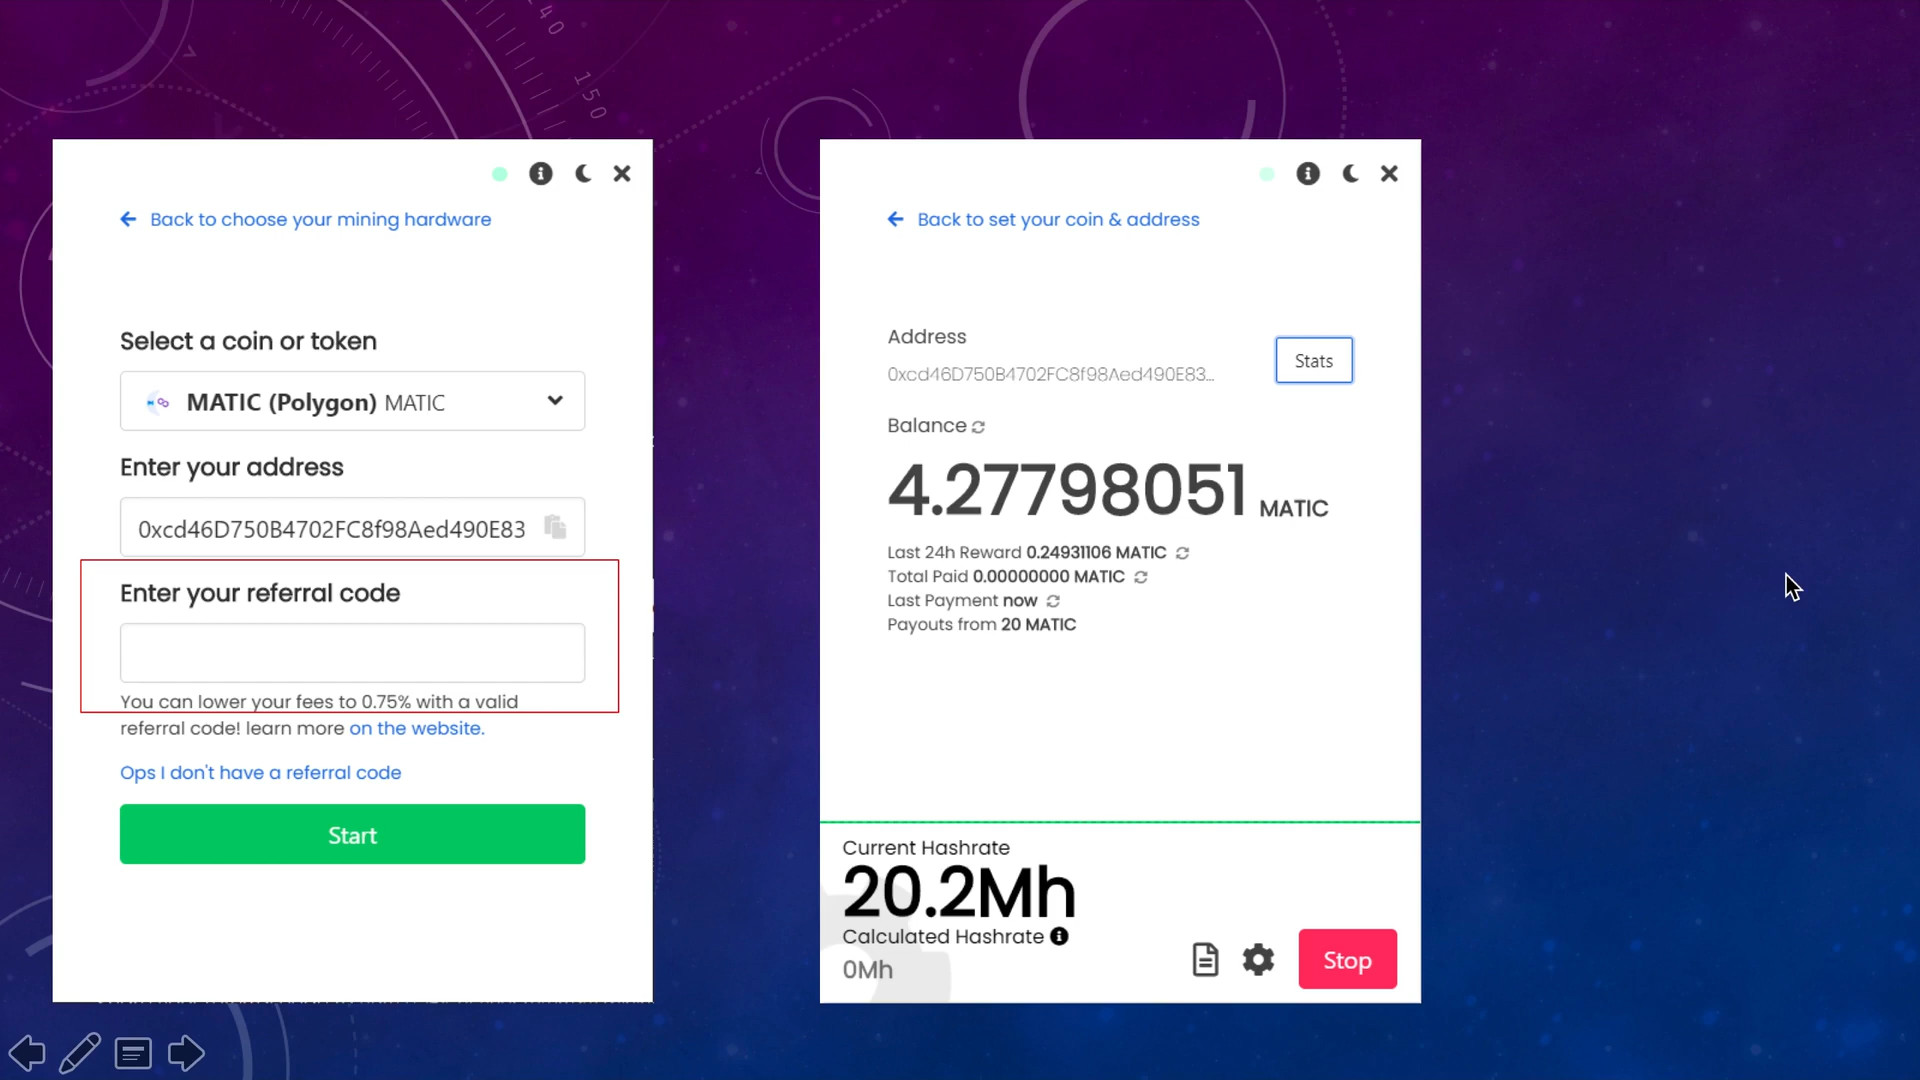 40
150
Back to choose your mining hardware
Select a coin or token
MATIC (Polygon) MATIC
Enter your address
0xcd46D750B4702FC8f98Aed490E83
Enter your referral code
You can lower your fees to 0.75% with a valid
referral code! learn more on the website.
Ops I don't have a referral code
Start
Back to set your coin & address
Address
0xcd46D750B4702FC8f98Aed490E83...
Stats
Balance
4.27798051 MATIC
Last 24h Reward 0.24931106 MATIC
Total Paid 0.00000000 MATIC
Last Payment now
Payouts from 20 MATIC
Current Hashrate
20.2Mh
Calculated Hashrate
0Mh
Stop